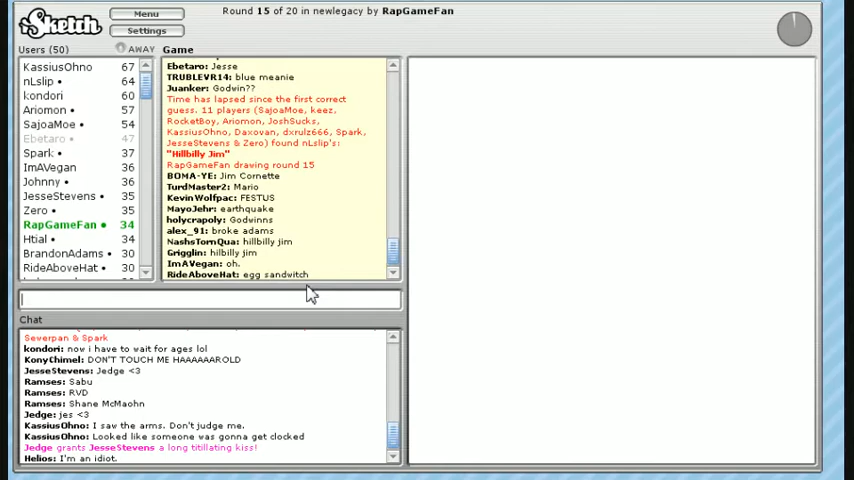 iSketch
Menu
Settings
Round 15 of 20 in newlegacy by RapGameFan
Users (50)
AWAY
KassiusOhno 67
nLslip • 64
kondori 60
Ariomon • 57
SajoaMoe • 54
Ebetaro • 47
Spark • 37
ImAVegan 36
Johnny • 36
JesseStevens • 35
Zero • 35
RapGameFan • 34
Htial • 34
BrandonAdams • 30
RideAboveHat • 30
Game
Ebetaro: Jesse
TRUBLEVR14: blue meanie
Juanker: Godwin??
Time has lapsed since the first correct
guess. 11 players (SajoaMoe, keez,
RocketBoy, Ariomon, JoshSucks,
KassiusOhno, Daxovan, dxrulz666, Spark,
JesseStevens & Zero) found nLslip's:
"Hillbilly Jim"
RapGameFan drawing round 15
BOMA-YE: Jim Cornette
TurdMaster2: Mario
KevinWolfpac: FESTUS
MayoJehr: earthquake
holycrapoly: Godwinns
alex_91: broke adams
NashsTornQua: hillbilly jim
Grigglin: hilbilly jim
ImAVegan: oh.
RideAboveHat: egg sandwitch
Chat
Severpan & Spark
kondori: now i have to wait for ages lol
KonyChimel: DON'T TOUCH ME HAAAAAAROLD
JesseStevens: Jedge <3
Ramses: Sabu
Ramses: RVD
Ramses: Shane McMaohn
Jedge: jes <3
KassiusOhno: I saw the arms. Don't judge me.
KassiusOhno: Looked like someone was gonna get clocked
Jedge grants JesseStevens a long titillating kiss!
Helios: I'm an idiot.